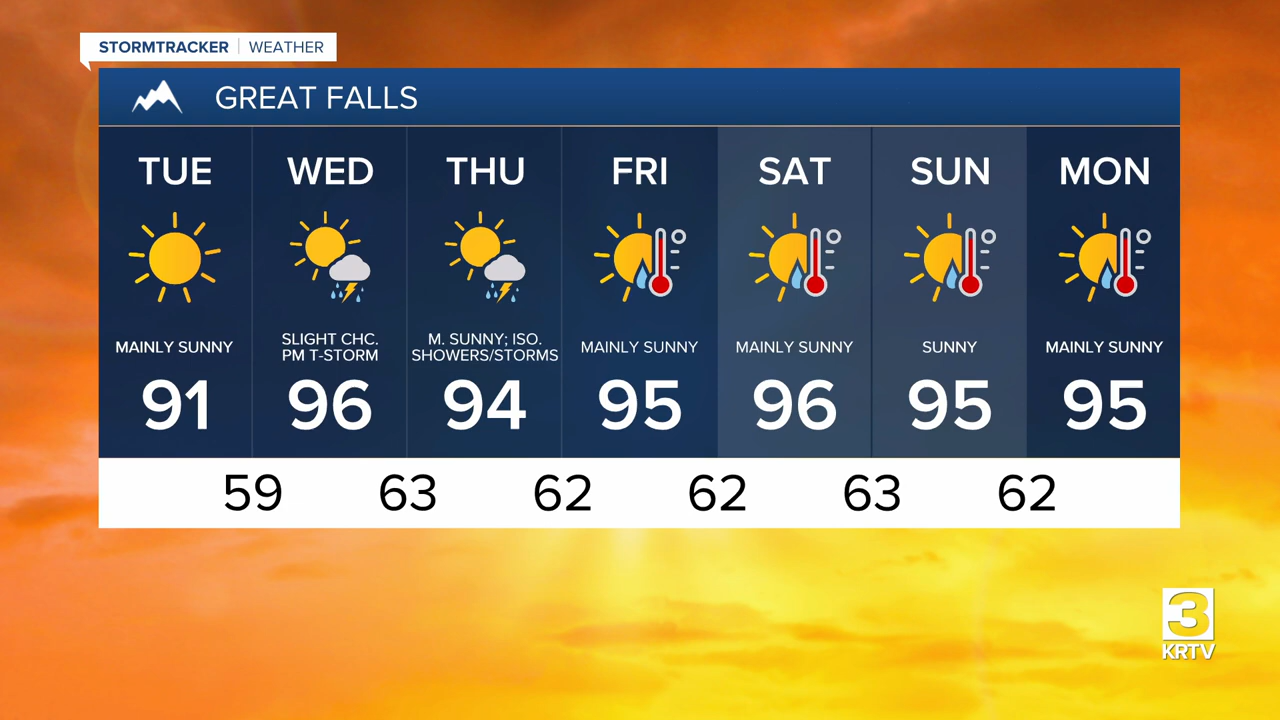 STORMTRACKER | WEATHER
GREAT FALLS
TUE WED THU FRI SAT SUN MON
MAINLY SUNNY
SLIGHT CHC.
PM T-STORM
M. SUNNY; ISO.
SHOWERS/STORMS
MAINLY SUNNY
MAINLY SUNNY
SUNNY
MAINLY SUNNY
91 96 94 95 96 95 95
59 63 62 62 63 62
3
KRTV